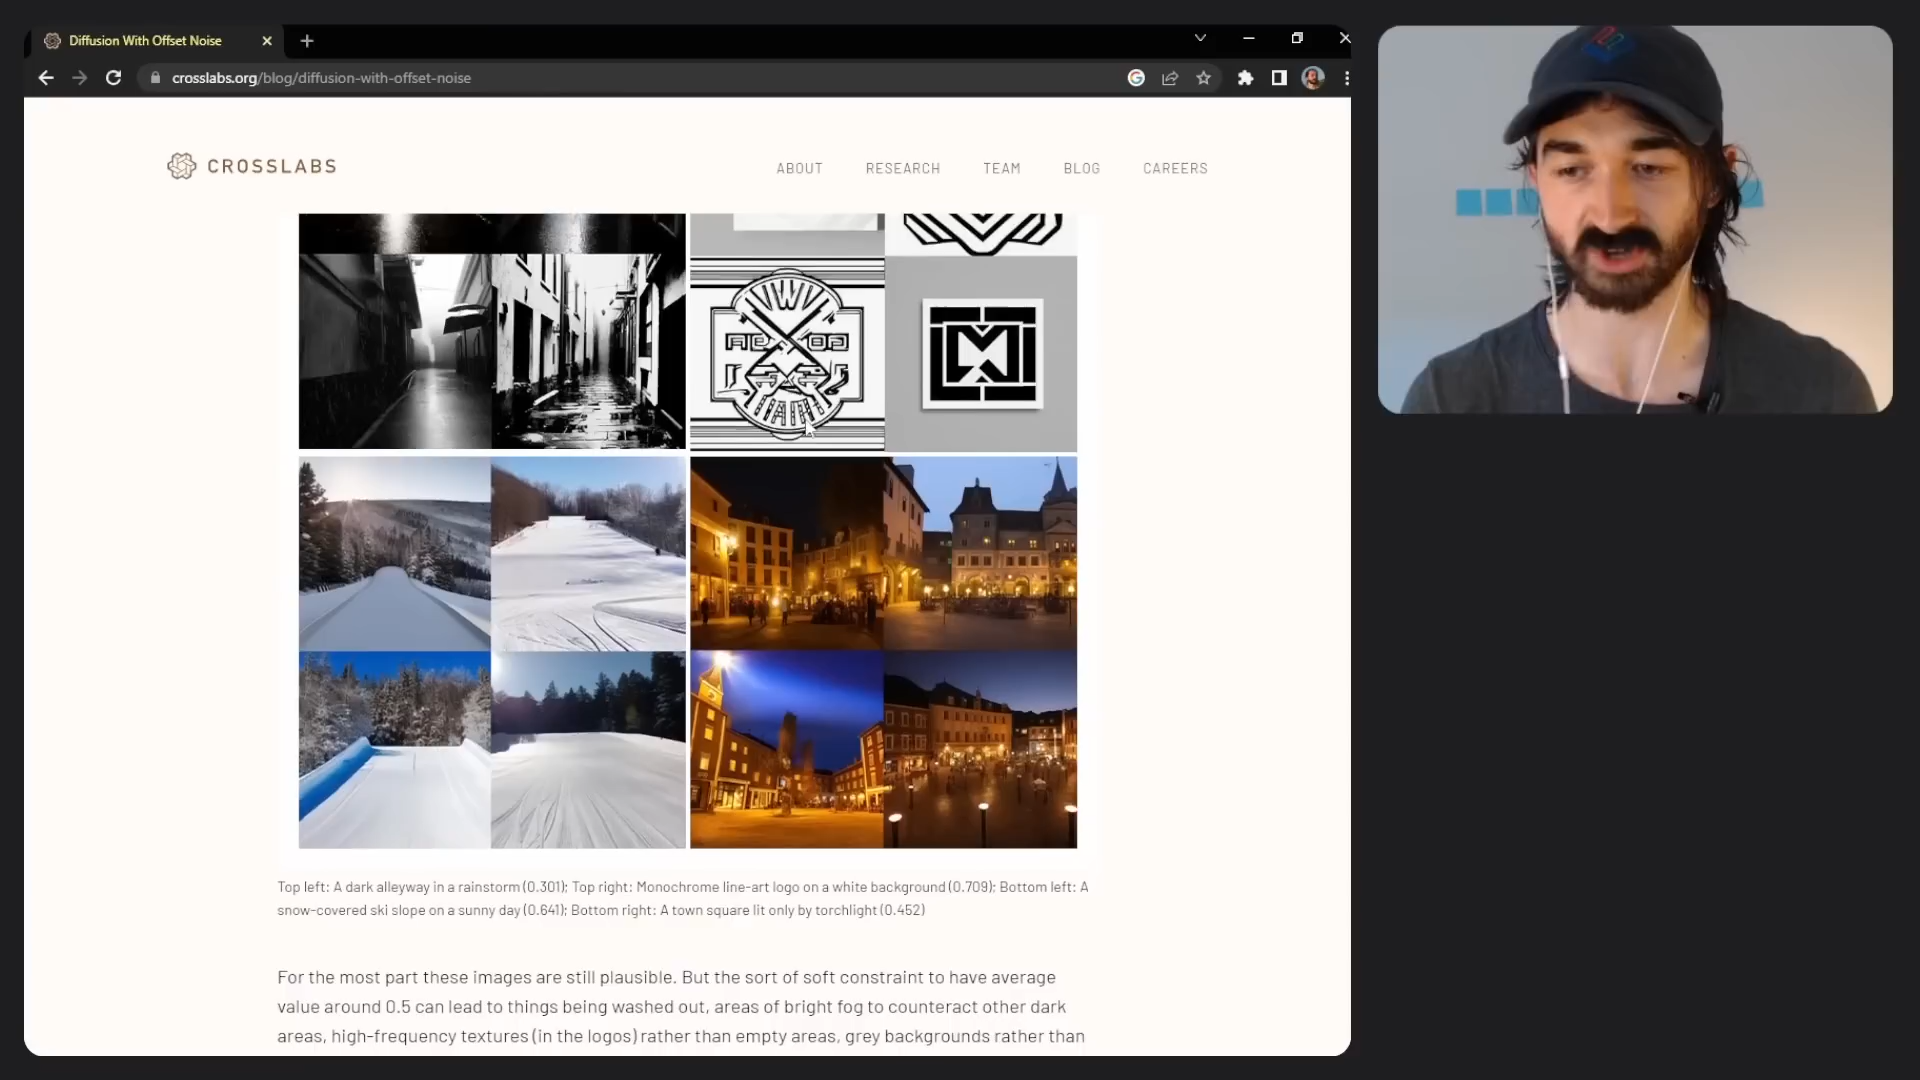 Diffusion With Offset Noise
crosslabs.org/blog/diffusion-with-offset-noise
CROSSLABS
ABOUT RESEARCH TEAM BLOG CAREERS
Top left: A dark alleyway in a rainstorm (0.301); Top right: Monochrome line-art logo on a white background (0.709); Bottom left: A
snow-covered ski slope on a sunny day (0.641); Bottom right: A town square lit only by torchlight (0.452)
For the most part these images are still plausible. But the sort of soft constraint to have average
value around 0.5 can lead to things being washed out, areas of bright fog to counteract other dark
areas, high-frequency textures (in the logos) rather than empty areas, grey backgrounds rather than